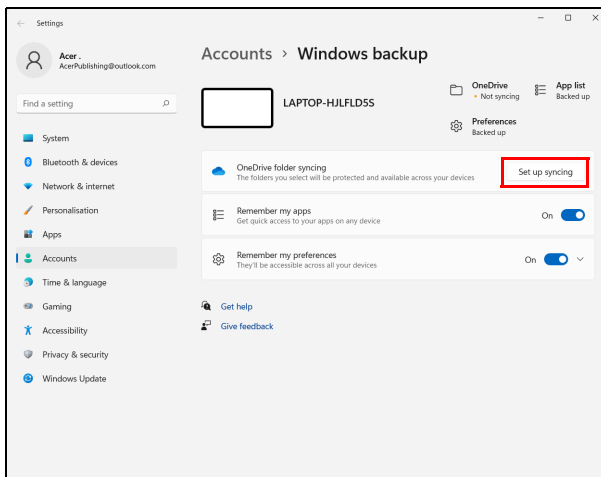 Settings
Acer .
AcerPublishing@outlook.com
Find a setting
System
Bluetooth & devices
Network & internet
Personalisation
Apps
Accounts
Time & language
Gaming
Accessibility
Privacy & security
Windows Update
Accounts > Windows backup
LAPTOP-HJLFLD5S
OneDrive
• Not syncing
App list
Backed up
Preferences
Backed up
OneDrive folder syncing
The folders you select will be protected and available across your devices
Set up syncing
Remember my apps
Get quick access to your apps on any device
On
Remember my preferences
They'll be accessible across all your devices
On
Get help
Give feedback